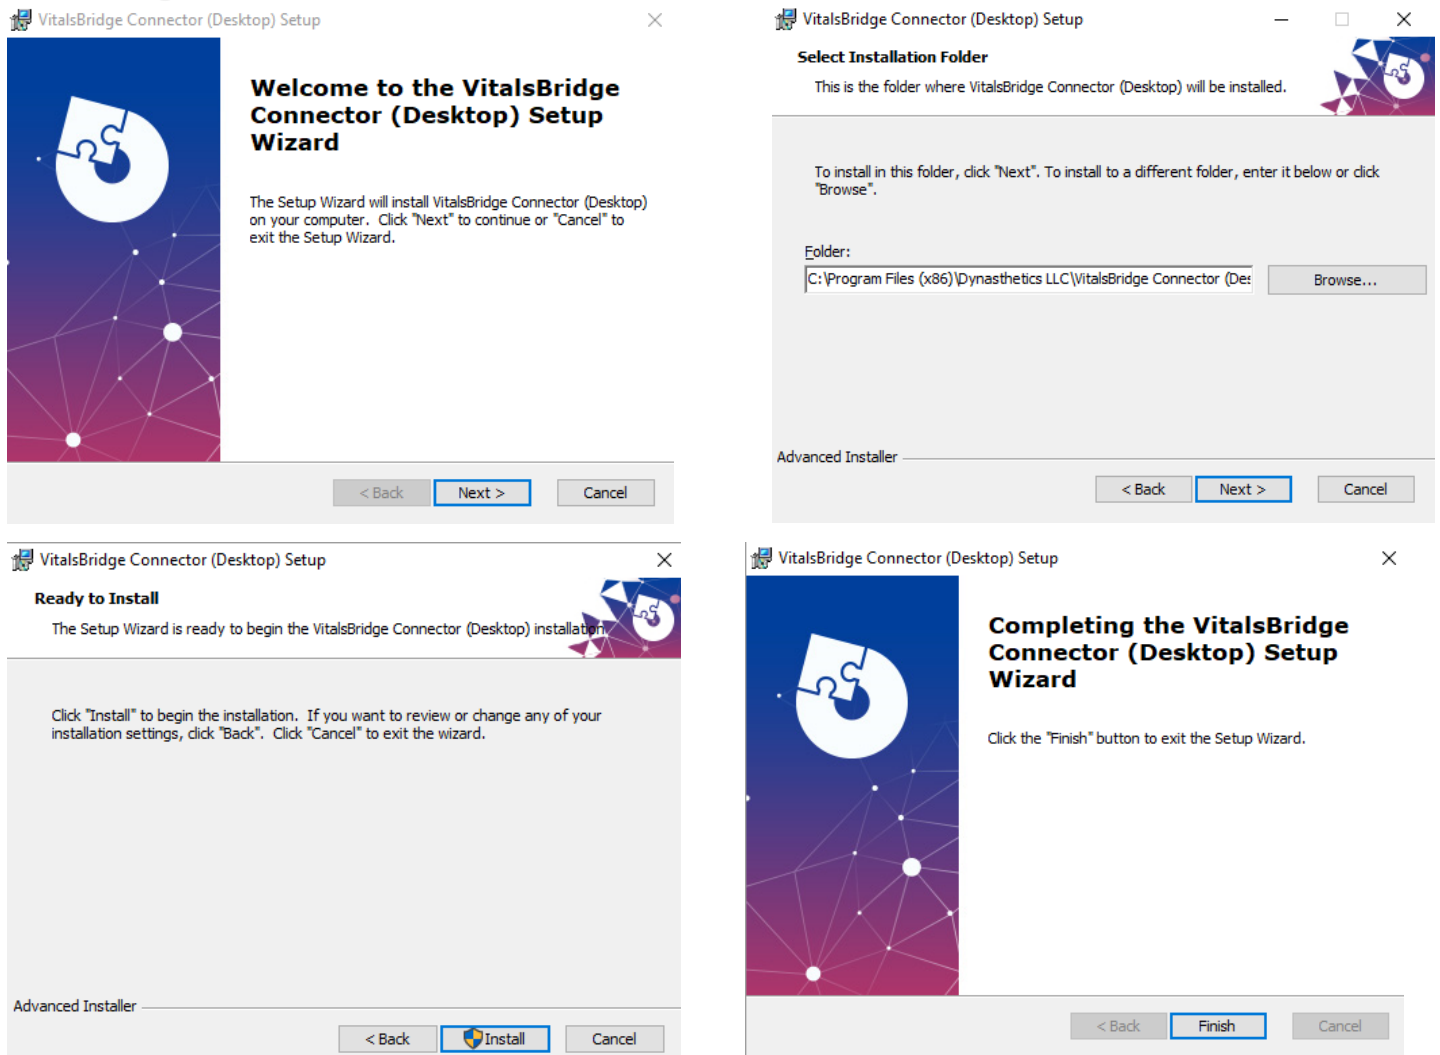 VitalsBridge Connector (Desktop) Setup
Welcome to the VitalsBridge
Connector (Desktop) Setup
Wizard
The Setup Wizard will install VitalsBridge Connector (Desktop)
on your computer. Click "Next" to continue or "Cancel" to
exit the Setup Wizard.
< Back Next > Cancel
VitalsBridge Connector (Desktop) Setup
Select Installation Folder
This is the folder where VitalsBridge Connector (Desktop) will be installed.
To install in this folder, click "Next". To install to a different folder, enter it below or click
"Browse".
Folder:
C:\Program Files (x86)\Dynasthetics LLC\VitalsBridge Connector (Des Browse...
Advanced Installer
< Back Next > Cancel
VitalsBridge Connector (Desktop) Setup
Ready to Install
The Setup Wizard is ready to begin the VitalsBridge Connector (Desktop) installation
Click "Install" to begin the installation. If you want to review or change any of your
installation settings, click "Back". Click "Cancel" to exit the wizard.
Advanced Installer
< Back Install Cancel
VitalsBridge Connector (Desktop) Setup
Completing the VitalsBridge
Connector (Desktop) Setup
Wizard
Click the "Finish" button to exit the Setup Wizard.
< Back Finish Cancel